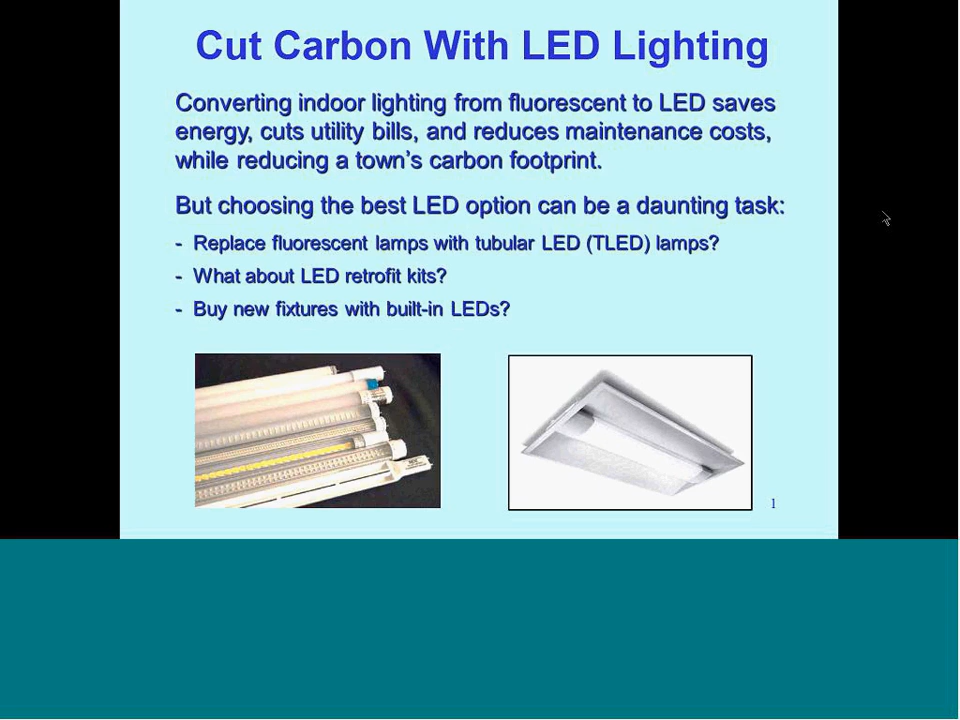 Cut Carbon With LED Lighting
Converting indoor lighting from fluorescent to LED saves
energy, cuts utility bills, and reduces maintenance costs,
while reducing a town's carbon footprint.
But choosing the best LED option can be a daunting task:
- Replace fluorescent lamps with tubular LED (TLED) lamps?
- What about LED retrofit kits?
- Buy new fixtures with built-in LEDs?
1